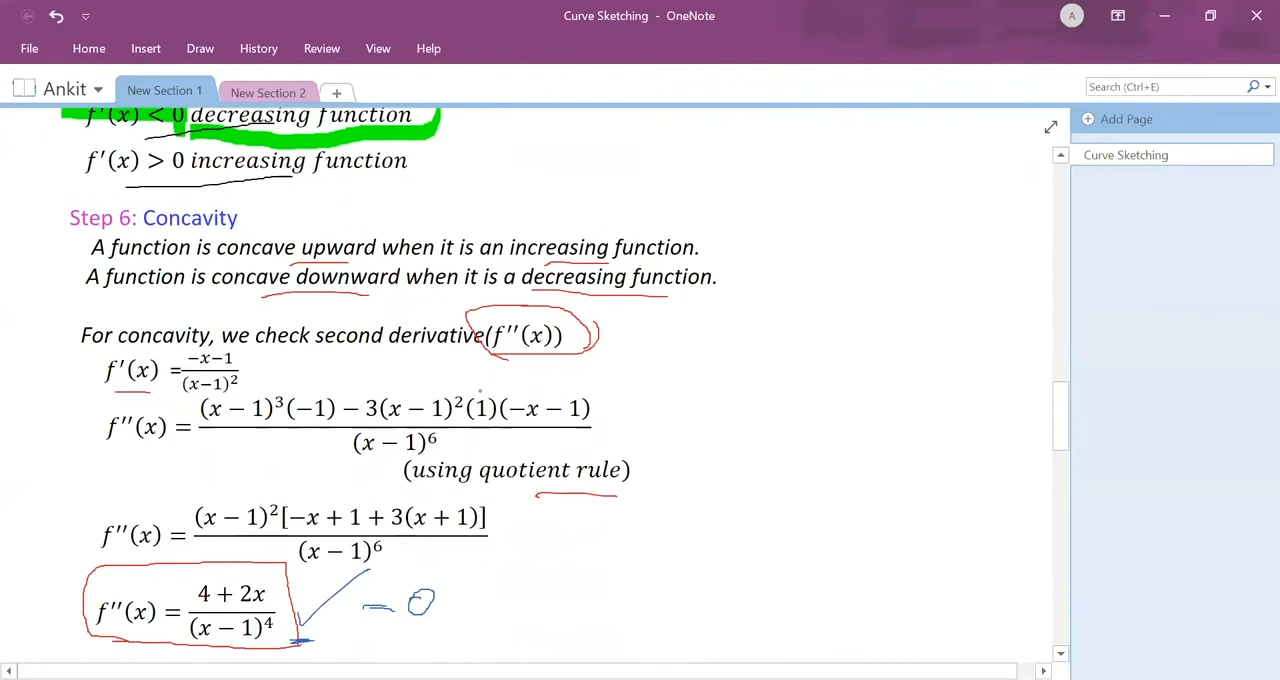 Curve Sketching - OneNote
A
File Home Insert Draw History Review View Help
Ankit New Section 1 New Section 2 +
Search (Ctrl+E)
Add Page
Curve Sketching
f'(x) < 0 decreasing function
f'(x) > 0 increasing function
Step 6: Concavity
A function is concave upward when it is an increasing function.
A function is concave downward when it is a decreasing function.
For concavity, we check second derivative(f''(x))
f'(x) = (−x−1)/(x−1)²
f''(x) = ((x − 1)³(−1) − 3(x − 1)²(1)(−x − 1))/(x − 1)⁶
(using quotient rule)
f''(x) = ((x − 1)²[−x + 1 + 3(x + 1)])/(x − 1)⁶
f''(x) = (4 + 2x)/(x − 1)⁴ = 0